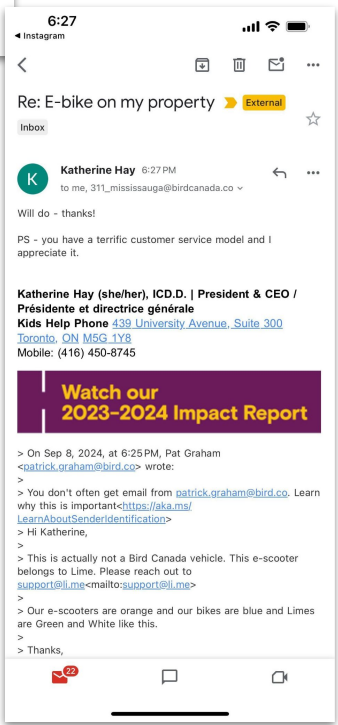 6:27
◄ Instagram
Re: E-bike on my property
External
Inbox
K
Katherine Hay 6:27 PM
to me, 311_mississauga@birdcanada.co
Will do - thanks!
PS - you have a terrific customer service model and I
appreciate it.
Katherine Hay (she/her), ICD.D. | President & CEO /
Présidente et directrice générale
Kids Help Phone 439 University Avenue, Suite 300
Toronto, ON M5G 1Y8
Mobile: (416) 450-8745
Watch our
2023–2024 Impact Report
> On Sep 8, 2024, at 6:25 PM, Pat Graham
<patrick.graham@bird.co> wrote:
>
> You don't often get email from patrick.graham@bird.co. Learn
why this is important<https://aka.ms/
LearnAboutSenderIdentification>
> Hi Katherine,
>
> This is actually not a Bird Canada vehicle. This e-scooter
belongs to Lime. Please reach out to
support@li.me<mailto:support@li.me>
>
> Our e-scooters are orange and our bikes are blue and Limes
are Green and White like this.
>
> Thanks,
22